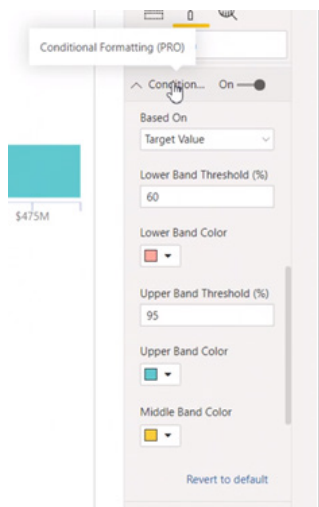 Conditional Formatting (PRO)
Condition... On
Based On
Target Value
Lower Band Threshold (%)
60
Lower Band Color
$475M
Upper Band Threshold (%)
95
Upper Band Color
Middle Band Color
Revert to default